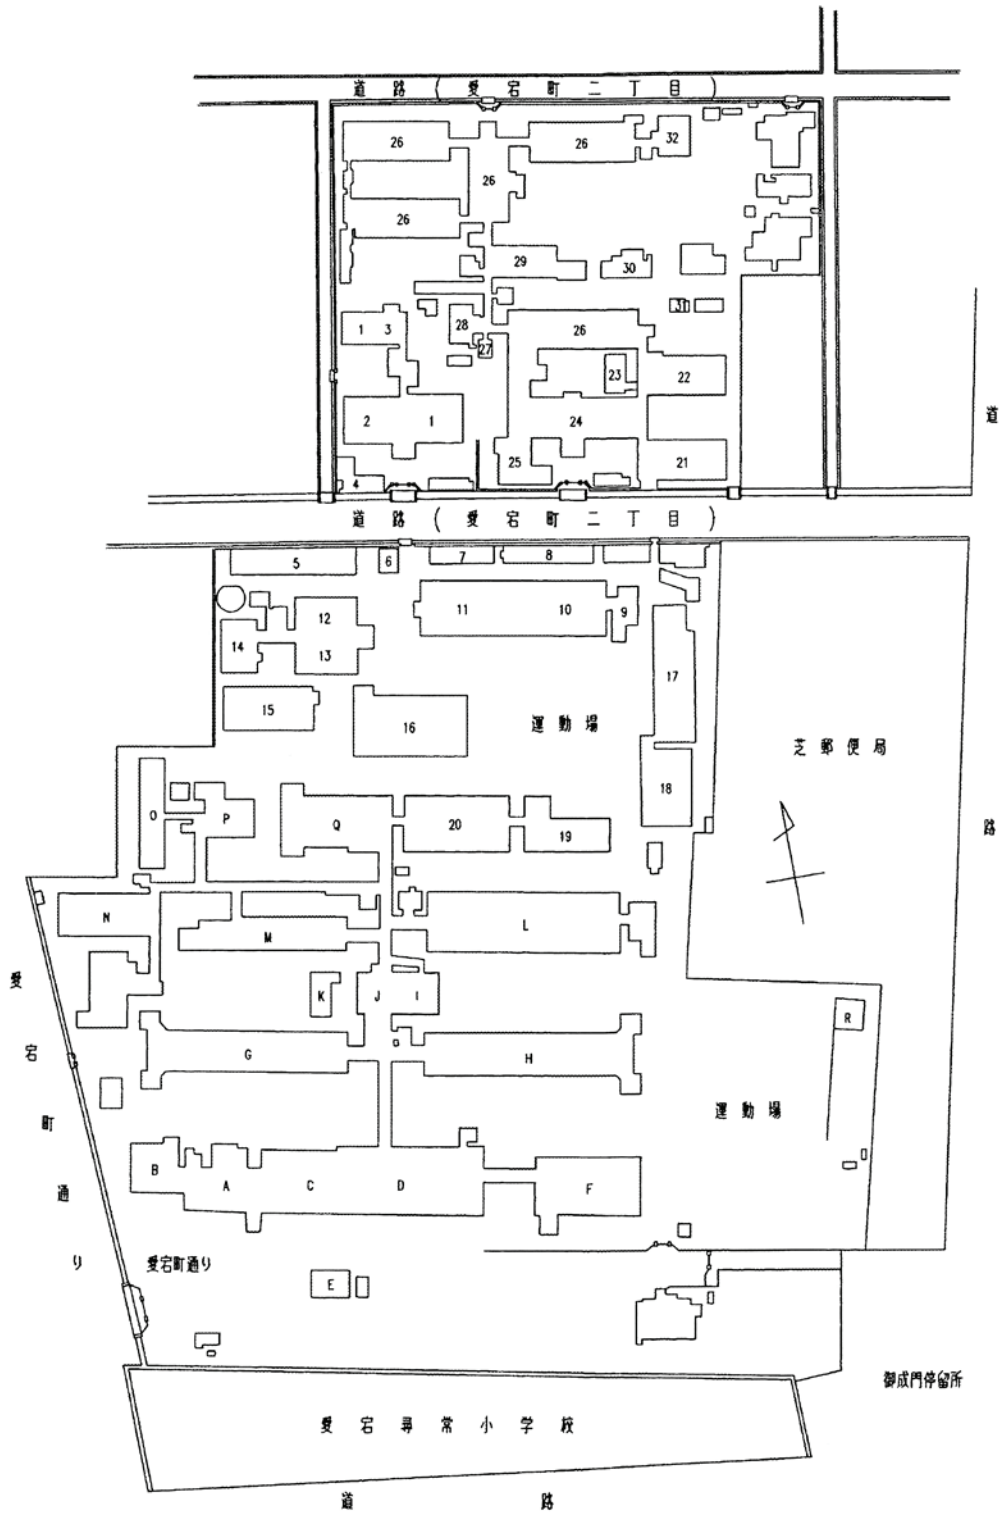 道路(愛宕町二丁目)
26
26
32
26
26
29
30
31
1 3
28
27
26
23
22
2
1
24
25
21
4
道路
道路(愛宕町二丁目)
5
6
7
8
11
10
9
12
13
14
15
16
17
運動場
芝郵便局
18
O
P
Q
20
19
N
M
L
K
J
I
R
G
H
運動場
愛宕町通り
B
A
C
D
F
愛宕町通り
E
御成門停留所
愛宕尋常小学校
道路